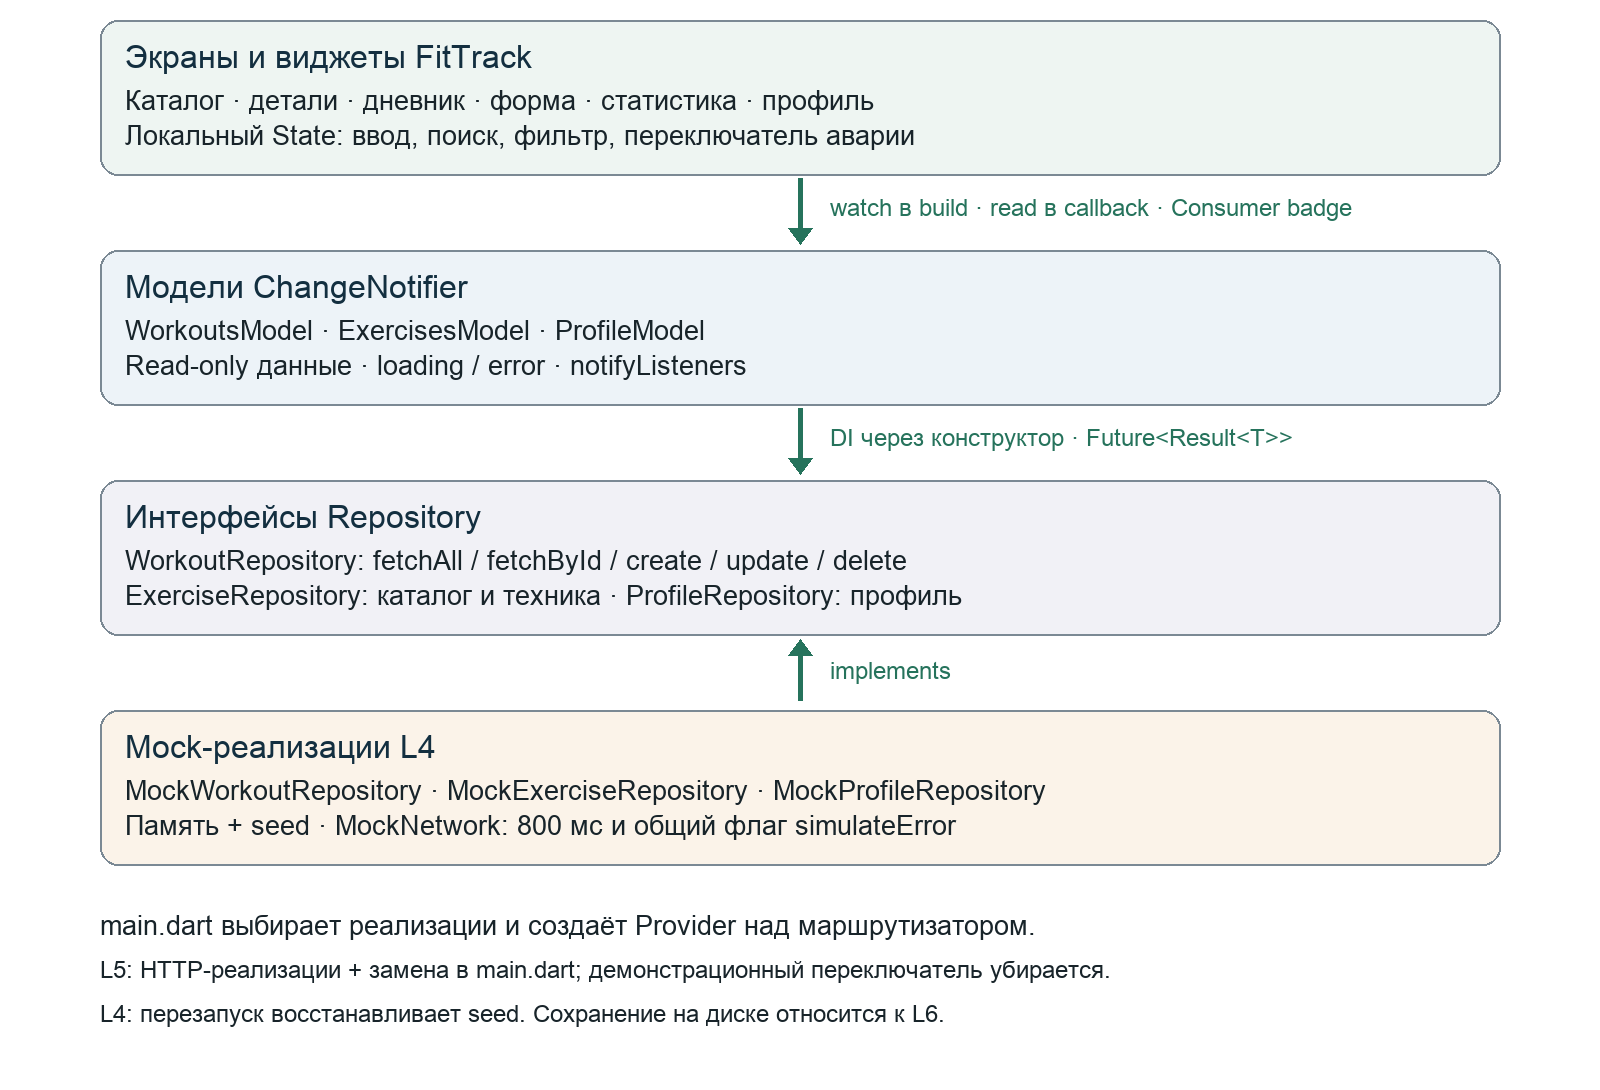 Экраны и виджеты FitTrack
Каталог · детали · дневник · форма · статистика · профиль
Локальный State: ввод, поиск, фильтр, переключатель аварии
watch в build · read в callback · Consumer badge
Модели ChangeNotifier
WorkoutsModel · ExercisesModel · ProfileModel
Read-only данные · loading / error · notifyListeners
DI через конструктор · Future<Result<T>>
Интерфейсы Repository
WorkoutRepository: fetchAll / fetchById / create / update / delete
ExerciseRepository: каталог и техника · ProfileRepository: профиль
implements
Mock-реализации L4
MockWorkoutRepository · MockExerciseRepository · MockProfileRepository
Память + seed · MockNetwork: 800 мс и общий флаг simulateError
main.dart выбирает реализации и создаёт Provider над маршрутизатором.
L5: HTTP-реализации + замена в main.dart; демонстрационный переключатель убирается.
L4: перезапуск восстанавливает seed. Сохранение на диске относится к L6.